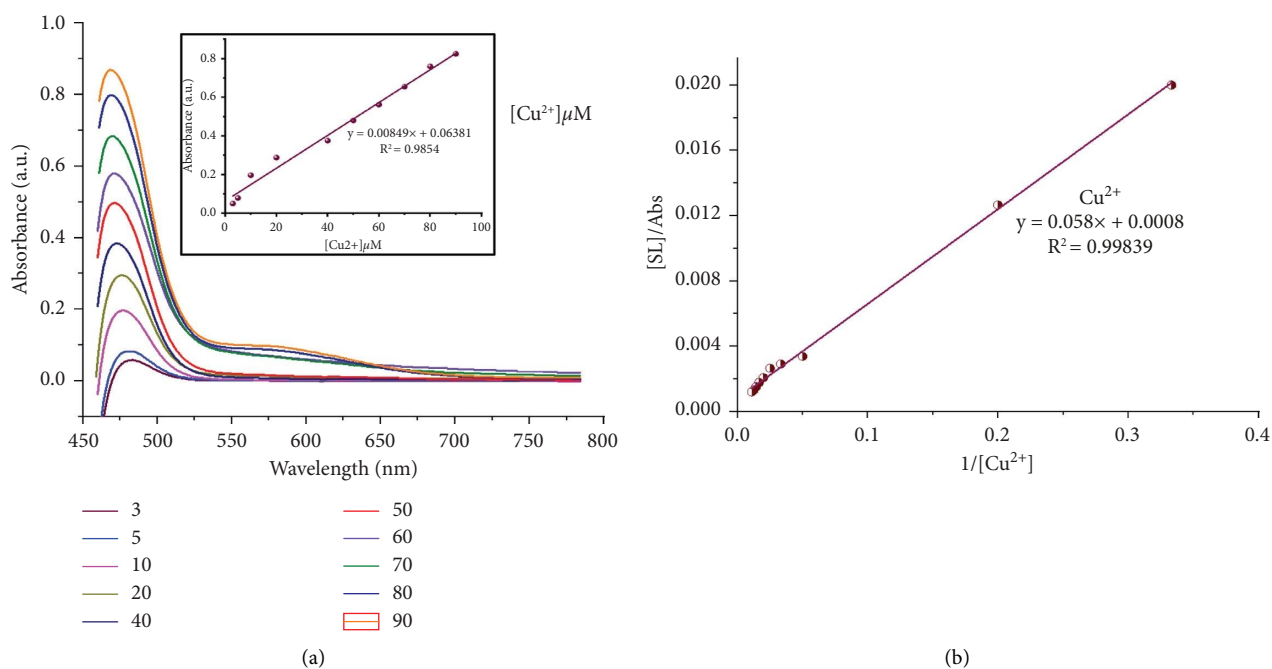 1.0
0.8
0.6
0.4
0.2
0.0
Absorbance (a.u.)
450 500 550 600 650 700 750 800
Wavelength (nm)
0.8
0.6
0.4
0.2
0.0
Absorbance (a.u.)
y = 0.00849× + 0.06381
R² = 0.9854
0 20 40 60 80 100
[Cu2+]μM
[Cu²⁺]μM
3 50
5 60
10 70
20 80
40 90
(a)
0.020
0.016
0.012
0.008
0.004
0.000
[SL]/Abs
Cu²⁺
y = 0.058× + 0.0008
R² = 0.99839
0.0 0.1 0.2 0.3 0.4
1/[Cu²⁺]
(b)